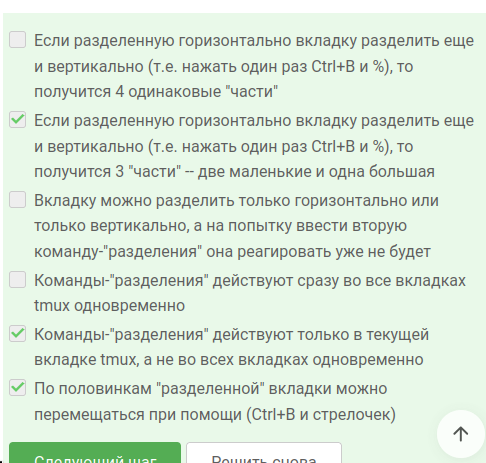 Если разделенную горизонтально вкладку разделить еще
и вертикально (т.е. нажать один раз Ctrl+B и %), то
получится 4 одинаковые "части"
Если разделенную горизонтально вкладку разделить еще
и вертикально (т.е. нажать один раз Ctrl+B и %), то
получится 3 "части" -- две маленькие и одна большая
Вкладку можно разделить только горизонтально или
только вертикально, а на попытку ввести вторую
команду-"разделения" она реагировать уже не будет
Команды-"разделения" действуют сразу во все вкладках
tmux одновременно
Команды-"разделения" действуют только в текущей
вкладке tmux, а не во всех вкладках одновременно
По половинкам "разделенной" вкладки можно
перемещаться при помощи (Ctrl+B и стрелочек)
Следующий шаг Решить снова